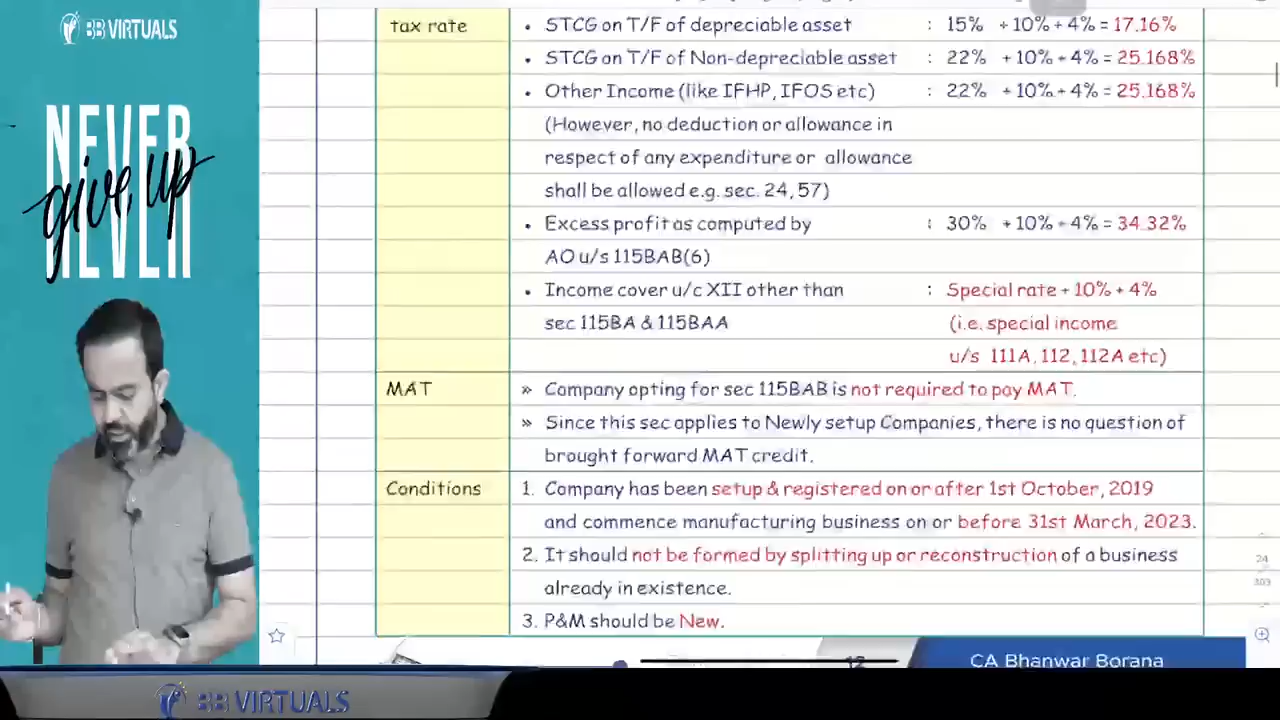 BB VIRTUALS
NEVER
give up
NEVER
tax rate
• STCG on T/F of depreciable asset : 15% +10%+4% = 17.16%
• STCG on T/F of Non-depreciable asset : 22% +10%+4% = 25.168%
• Other Income (like IFHP, IFOS etc) : 22% +10%+4% = 25.168%
(However, no deduction or allowance in
respect of any expenditure or allowance
shall be allowed e.g. sec. 24, 57)
• Excess profit as computed by : 30% +10%+4% = 34.32%
AO u/s 115BAB(6)
• Income cover u/c XII other than : Special rate + 10% + 4%
sec 115BA & 115BAA (i.e. special income
u/s 111A, 112, 112A etc)
MAT » Company opting for sec 115BAB is not required to pay MAT.
» Since this sec applies to Newly setup Companies, there is no question of
brought forward MAT credit.
Conditions 1. Company has been setup & registered on or after 1st October, 2019
and commence manufacturing business on or before 31st March, 2023.
2. It should not be formed by splitting up or reconstruction of a business
already in existence.
3. P&M should be New.
24
303
12
CA Bhanwar Borana
BB VIRTUALS